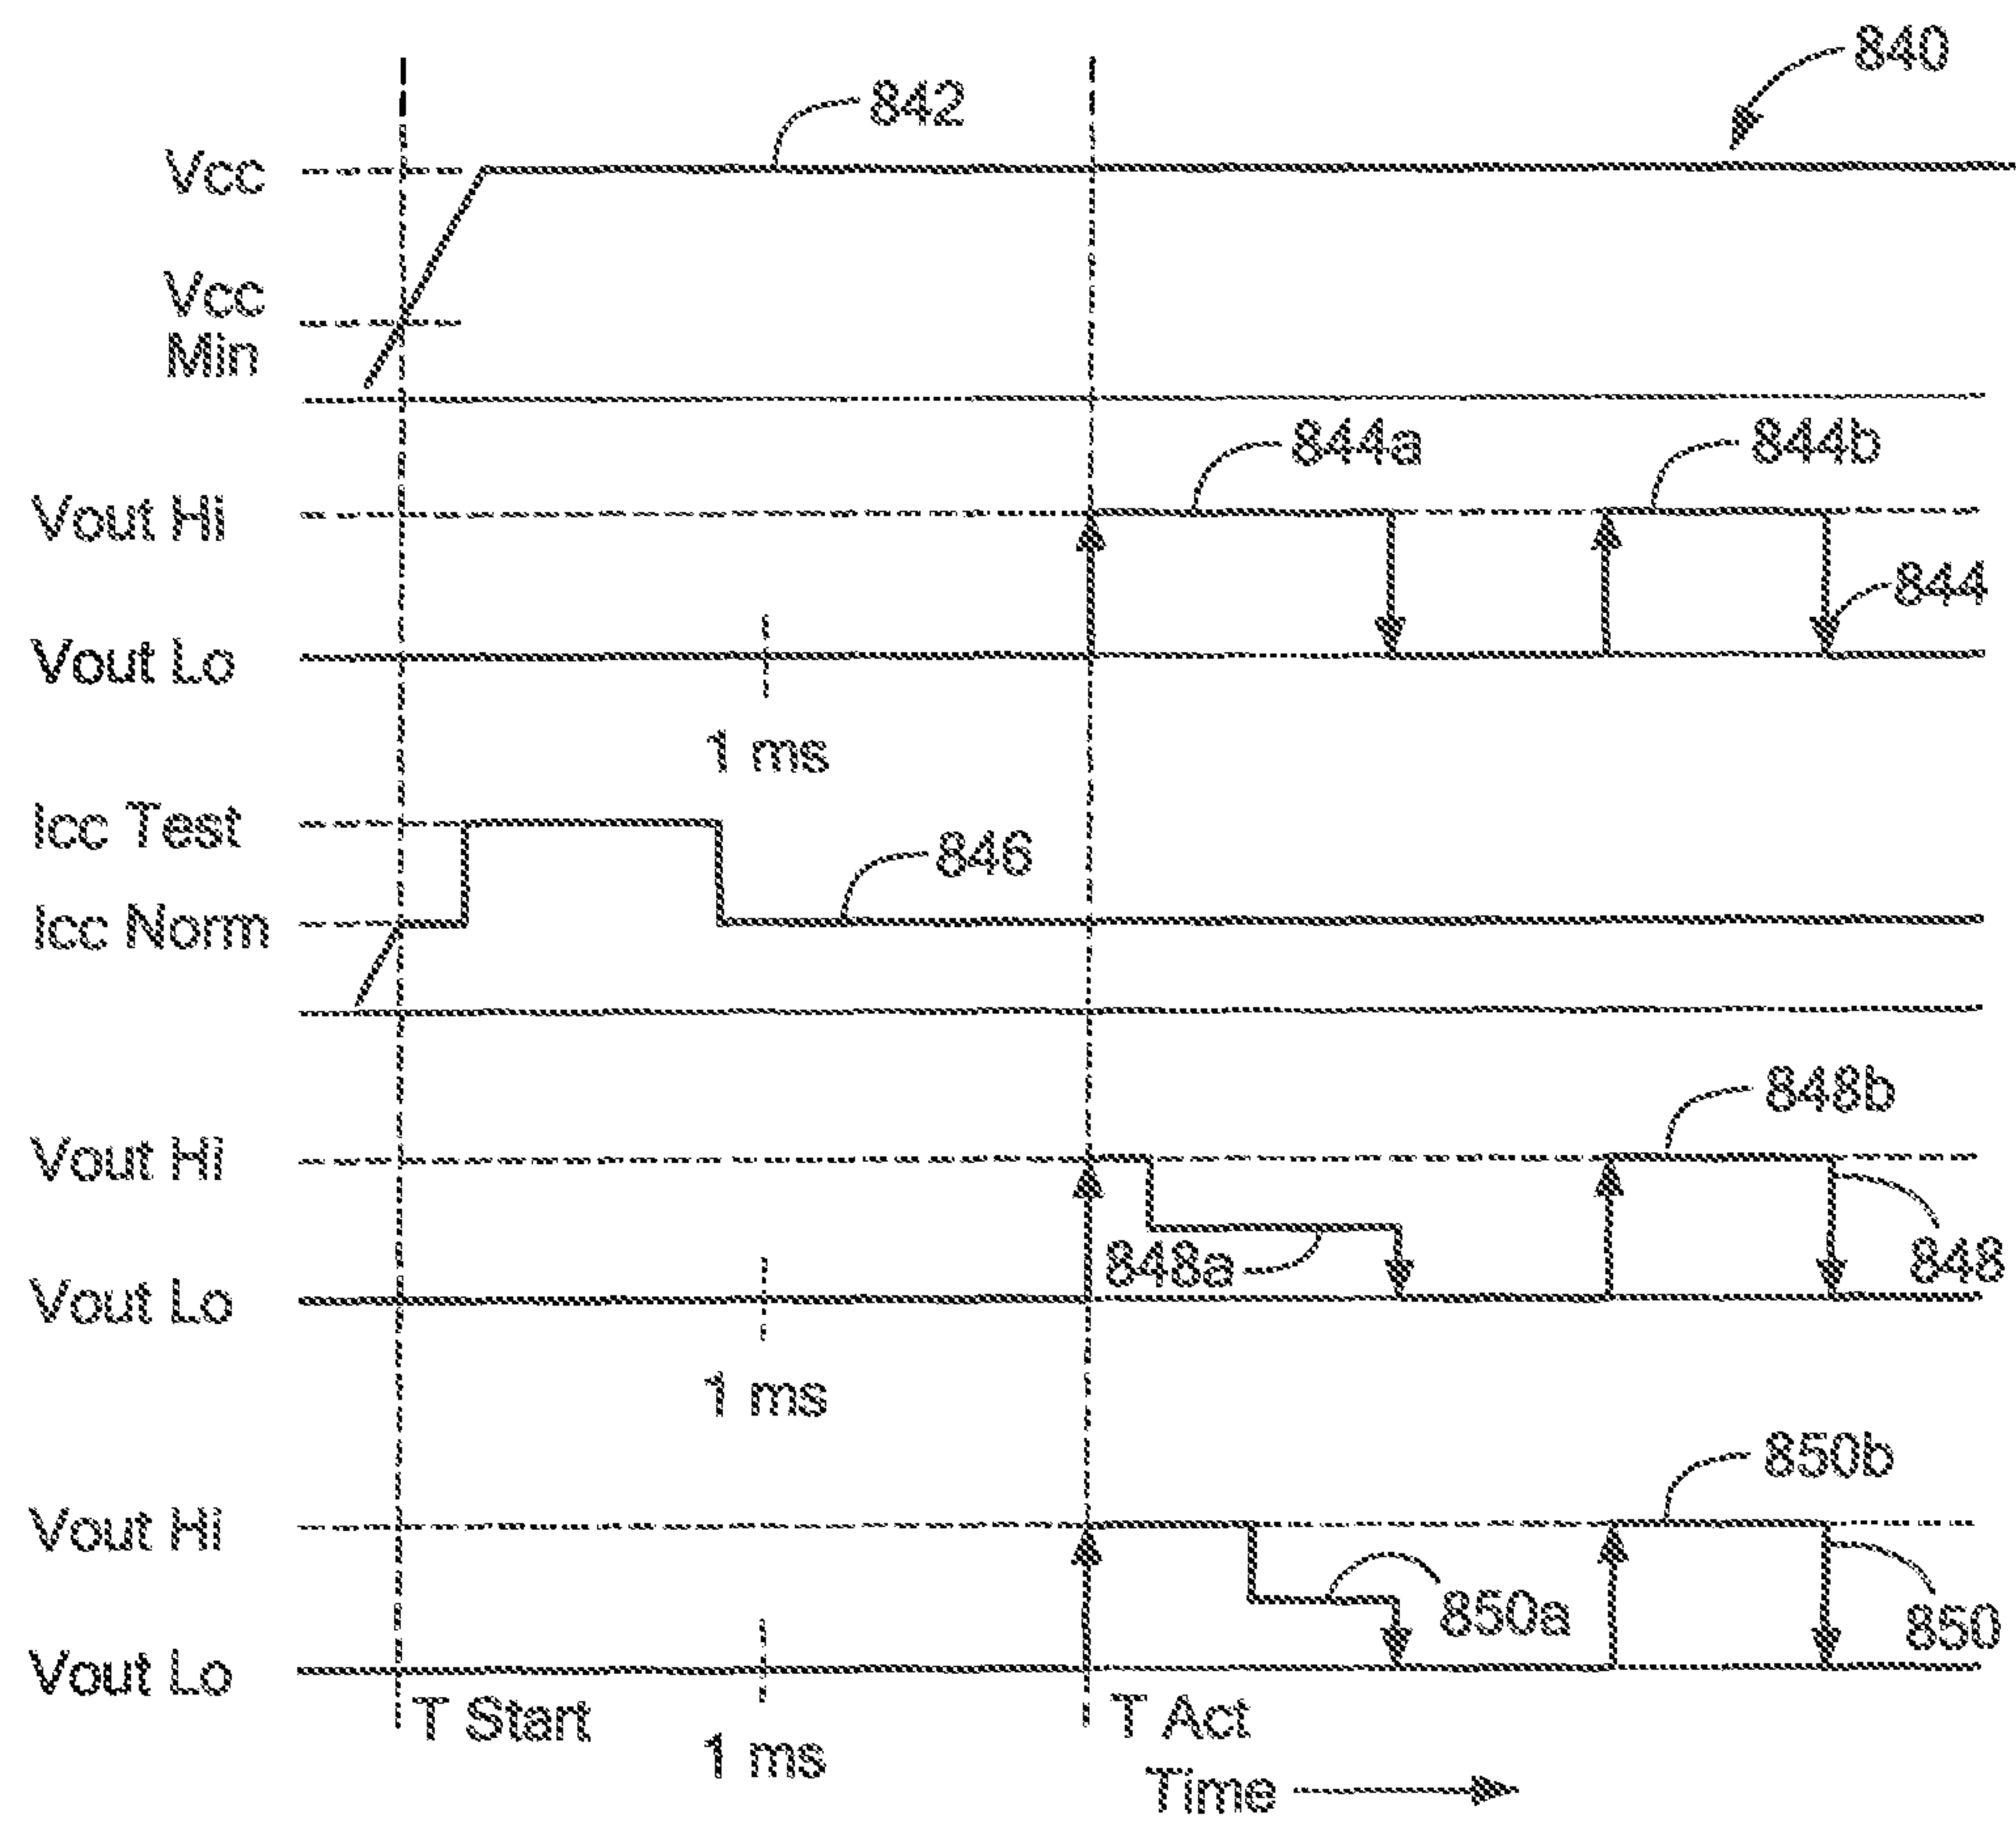 840
842
Vcc
Vcc
Min
844a
844b
Vout Hi
844
Vout Lo
1 ms
Icc Test
846
Icc Norm
848b
Vout Hi
848a
848
Vout Lo
1 ms
850b
Vout Hi
850a
850
Vout Lo
T Start
T Act
1 ms
Time